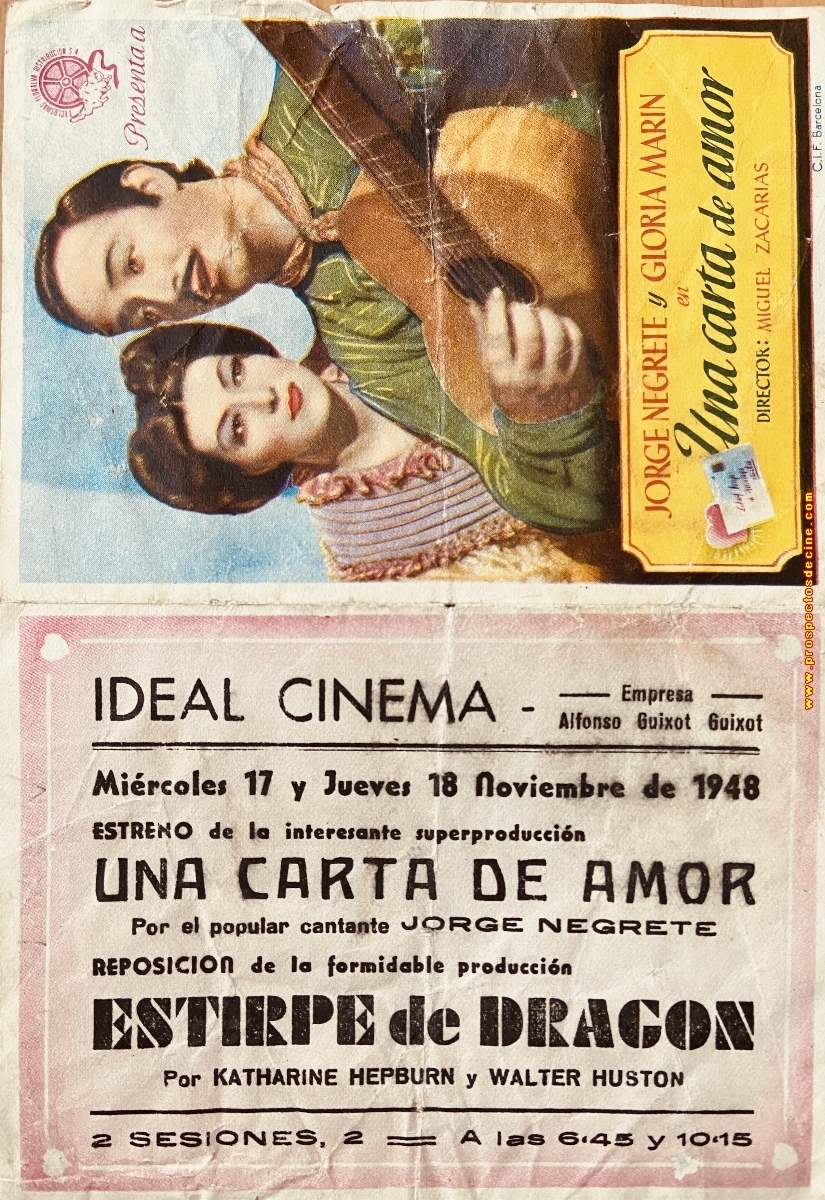 EXCLUSIVAS FLORALVA DISTRIBUCION S A
Presenta a
JORGE NEGRETE y GLORIA MARIN
en
Una carta de amor
DIRECTOR: MIGUEL ZACARIAS
C.I.F. Barcelona
www.prospectosdecine.com
IDEAL CINEMA - Empresa
Alfonso Guixot Guixot
Miércoles 17 y Jueves 18 Noviembre de 1948
ESTRENO de la interesante superproducción
UNA CARTA DE AMOR
Por el popular cantante JORGE NEGRETE
REPOSICION de la formidable producción
ESTIRPE de DRAGON
Por KATHARINE HEPBURN y WALTER HUSTON
2 SESIONES, 2 = A las 6·45 y 10·15